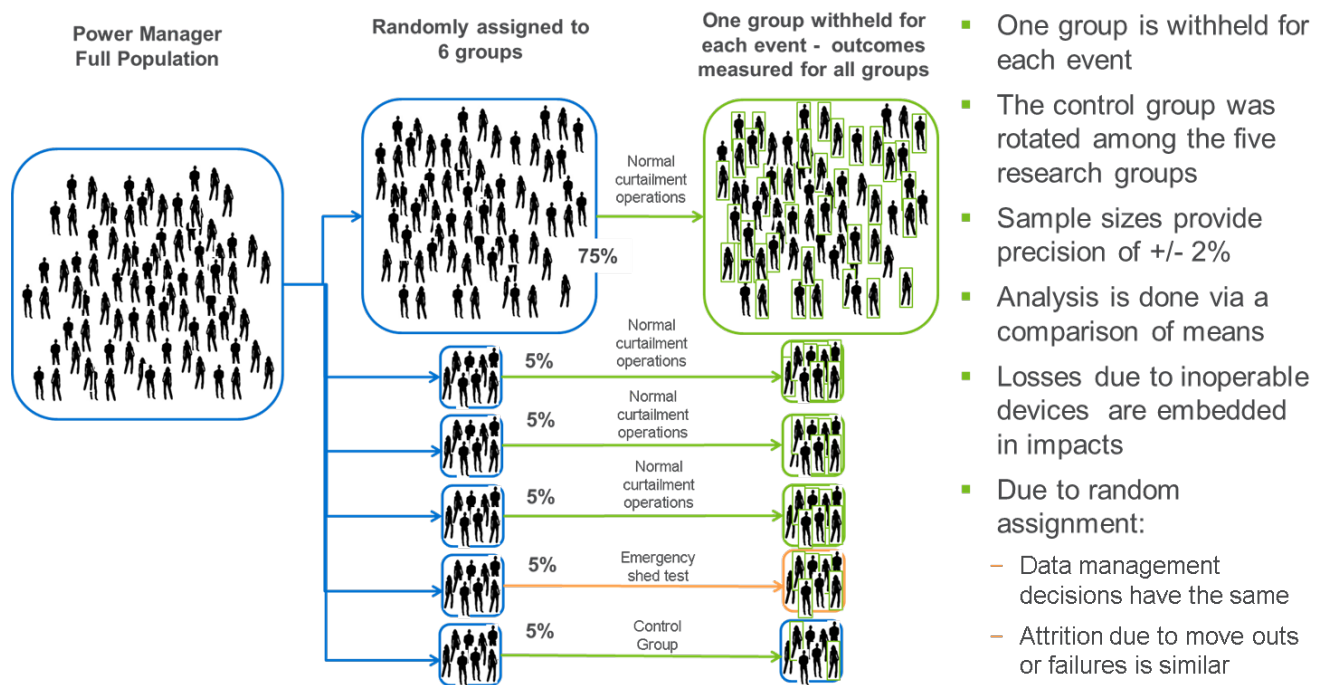 Power Manager
Full Population
Randomly assigned to
6 groups
One group withheld for
each event - outcomes
measured for all groups
75%
Normal
curtailment
operations
5%
Normal
curtailment
operations
5%
Normal
curtailment
operations
5%
Normal
curtailment
operations
5%
Emergency
shed test
5%
Control
Group
▪ One group is withheld for
each event
▪ The control group was
rotated among the five
research groups
▪ Sample sizes provide
precision of +/- 2%
▪ Analysis is done via a
comparison of means
▪ Losses due to inoperable
devices are embedded
in impacts
▪ Due to random
assignment:
– Data management
decisions have the same
– Attrition due to move outs
or failures is similar